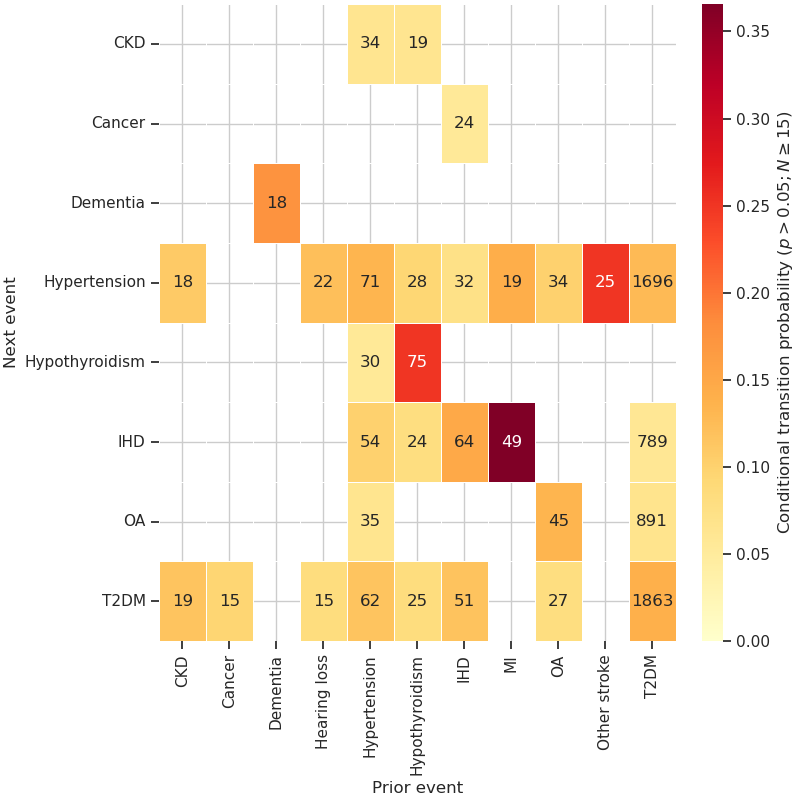 CKD 34 19
Cancer 24
Dementia 18
Hypertension 18 22 71 28 32 19 34 25 1696
Hypothyroidism 30 75
IHD 54 24 64 49 789
OA 35 45 891
T2DM 19 15 15 62 25 51 27 1863
Next event
CKD
Cancer
Dementia
Hearing loss
Hypertension
Hypothyroidism
IHD
MI
OA
Other stroke
T2DM
Prior event
0.35
0.30
0.25
0.20
0.15
0.10
0.05
0.00
Conditional transition probability (p > 0.05; N ≥ 15)